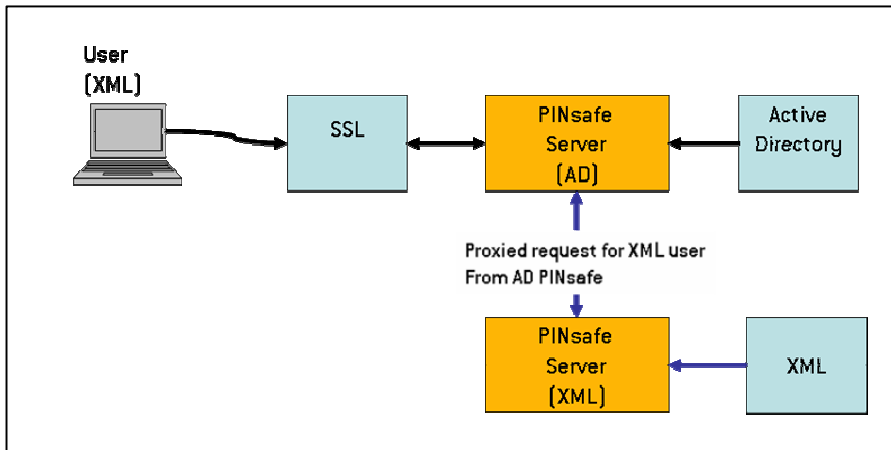 User
(XML)
SSL
PINsafe
Server
(AD)
Active
Directory
Proxied request for XML user
From AD PINsafe
PINsafe
Server
(XML)
XML